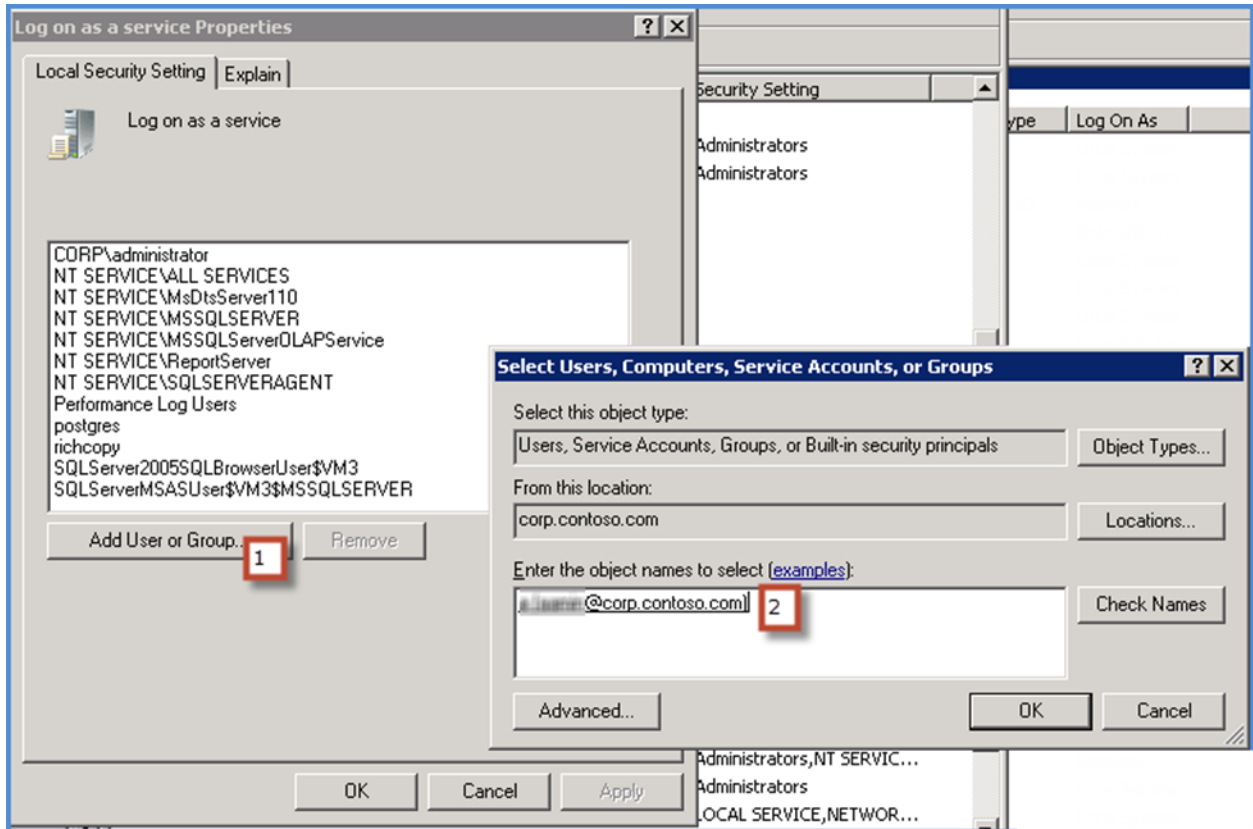 Log on as a service Properties
Local Security Setting
Explain
Log on as a service
CORP\administrator
NT SERVICE\ALL SERVICES
NT SERVICE\MsDtsServer110
NT SERVICE\MSSQLSERVER
NT SERVICE\MSSQLServerOLAPService
NT SERVICE\ReportServer
NT SERVICE\SQLSERVERAGENT
Performance Log Users
postgres
richcopy
SQLServer2005SQLBrowserUser$VM3
SQLServerMSASUser$VM3$MSSQLSERVER
Add User or Group...
1
Remove
OK
Cancel
Apply
Security Setting
Administrators
Administrators
ype
Log On As
Select Users, Computers, Service Accounts, or Groups
Select this object type:
Users, Service Accounts, Groups, or Built-in security principals
Object Types...
From this location:
corp.contoso.com
Locations...
Enter the object names to select (examples):
@corp.contoso.com)
2
Check Names
Advanced...
OK
Cancel
Administrators,NT SERVIC...
Administrators
LOCAL SERVICE,NETWOR...